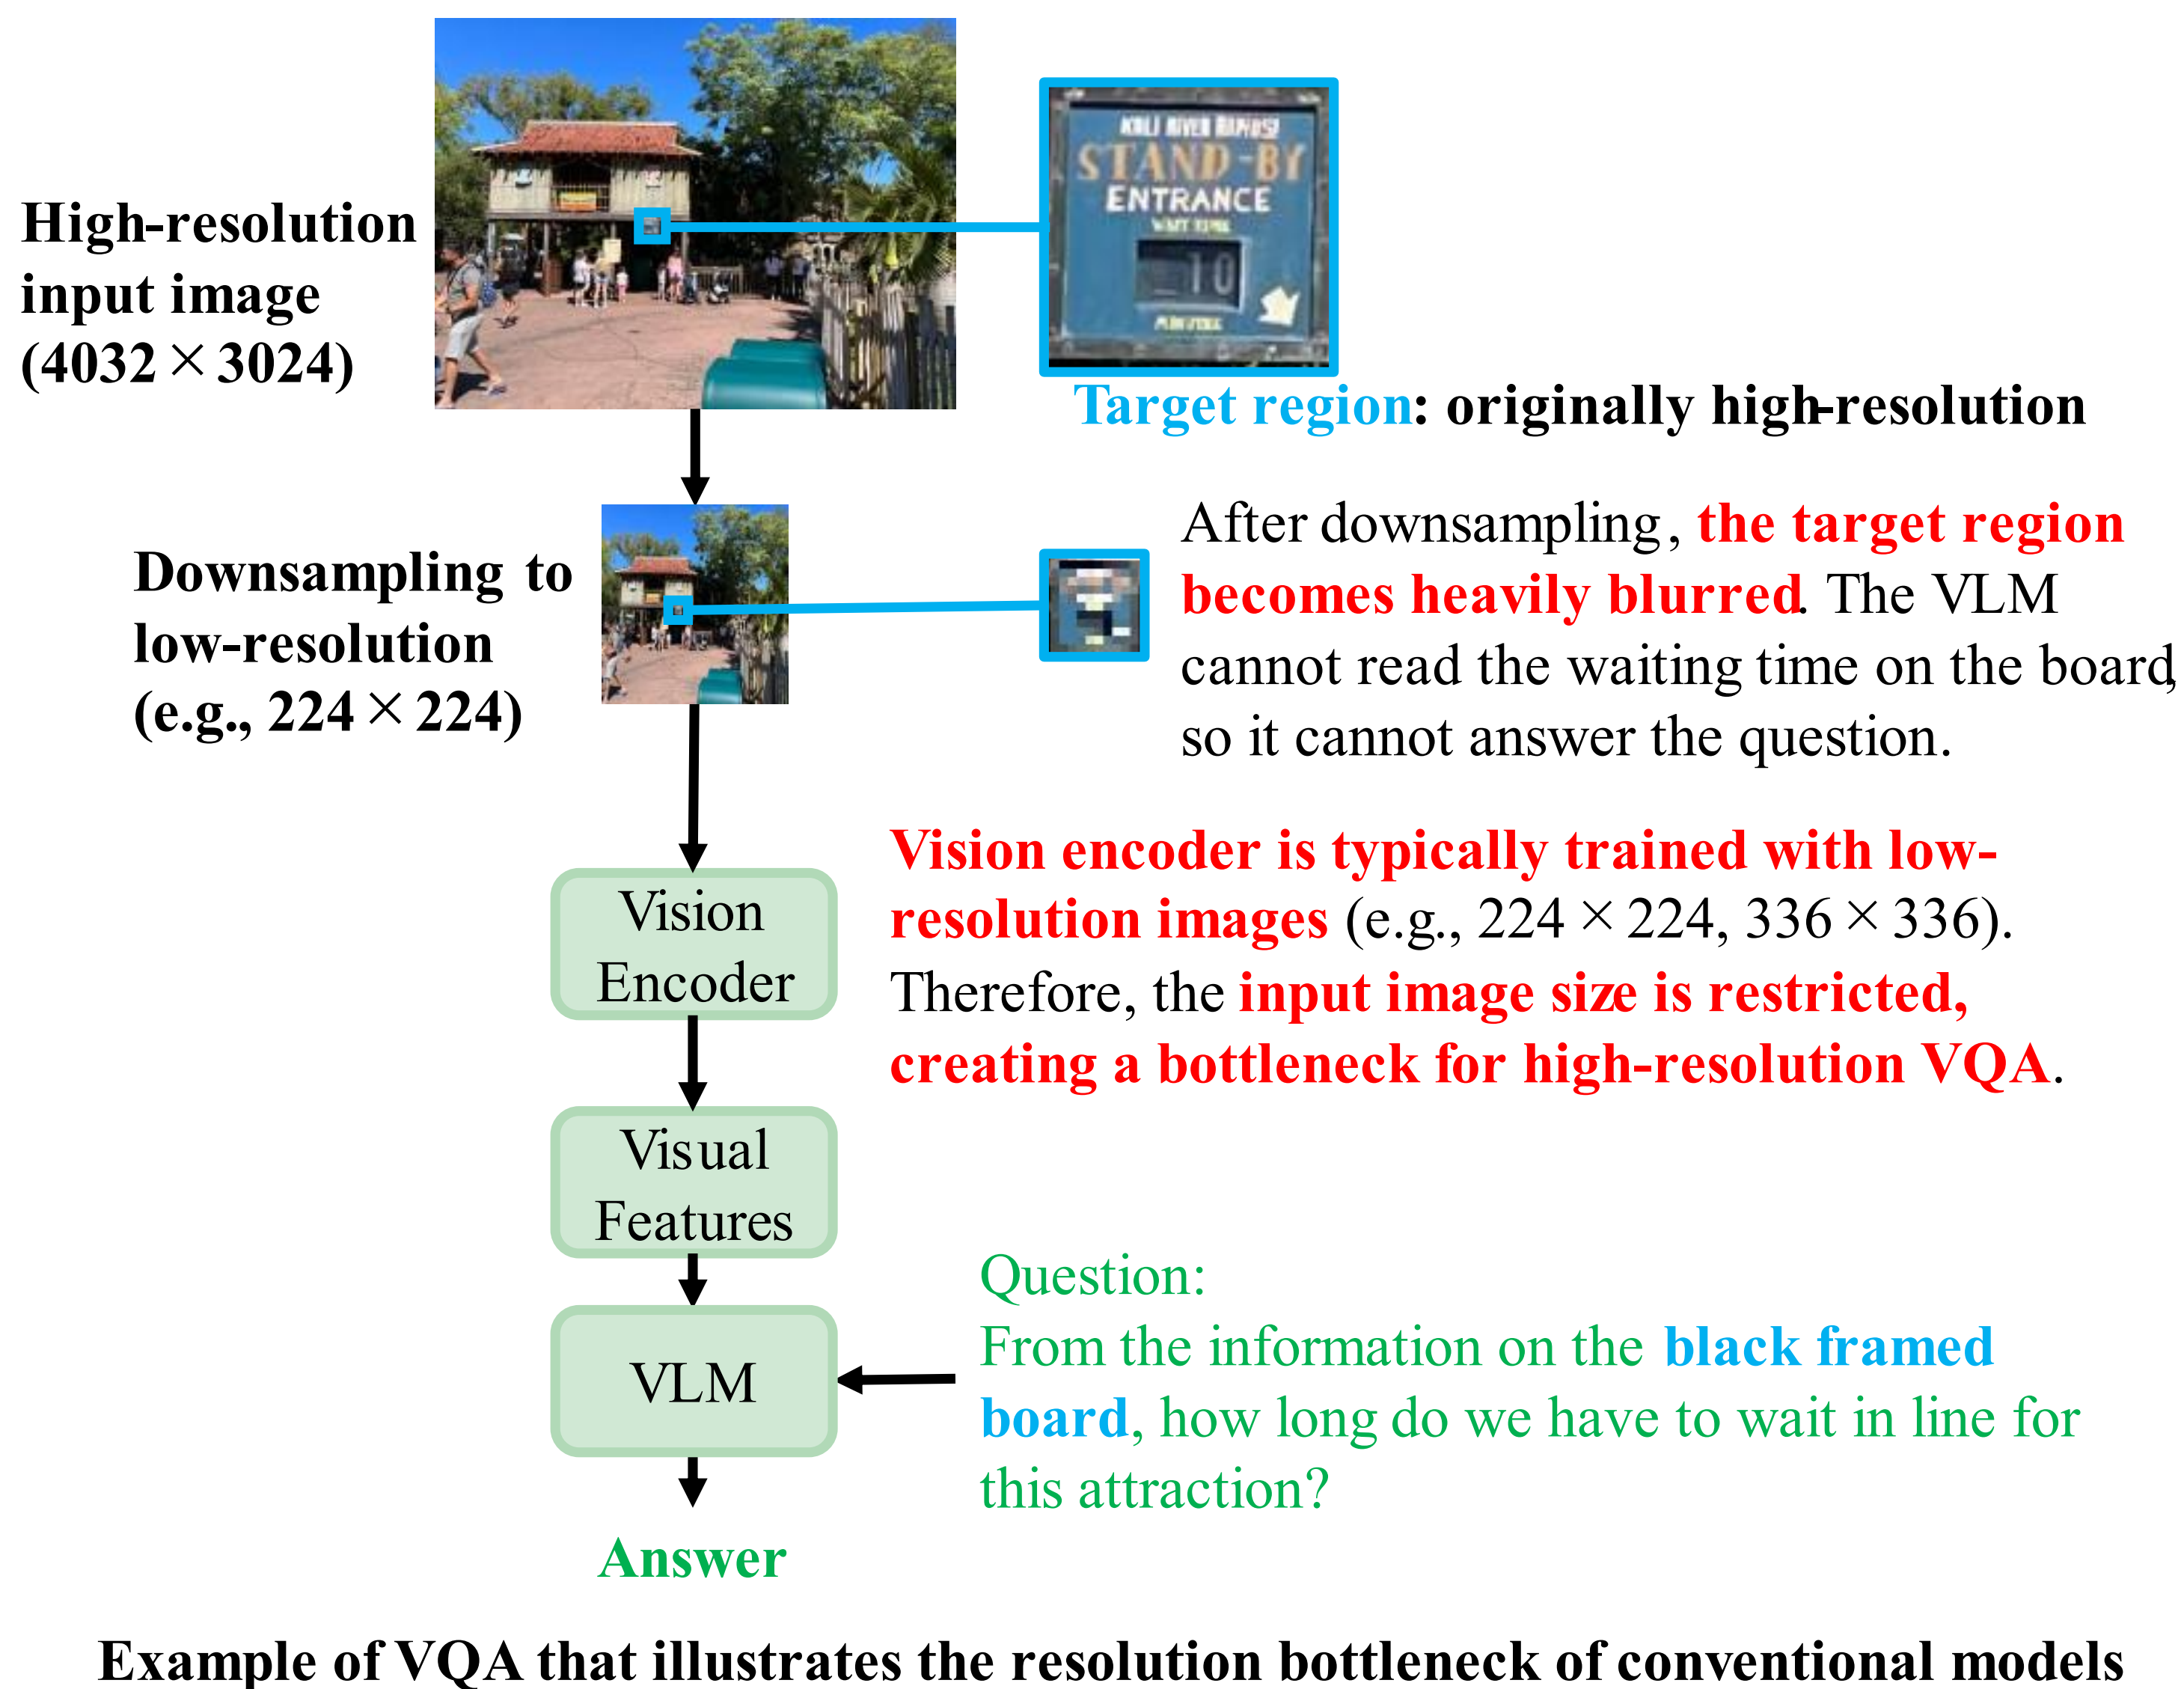 High-resolution
input image
(4032×3024)
STAND-BY
ENTRANCE
WAIT TIME
10
MINUTES
Target region: originally high-resolution
Downsampling to
low-resolution
(e.g., 224×224)
After downsampling, the target region
becomes heavily blurred. The VLM
cannot read the waiting time on the board,
so it cannot answer the question.
Vision
Encoder
Vision encoder is typically trained with low-
resolution images (e.g., 224×224, 336×336).
Therefore, the input image size is restricted,
creating a bottleneck for high-resolution VQA.
Visual
Features
VLM
Question:
From the information on the black framed
board, how long do we have to wait in line for
this attraction?
Answer
Example of VQA that illustrates the resolution bottleneck of conventional models